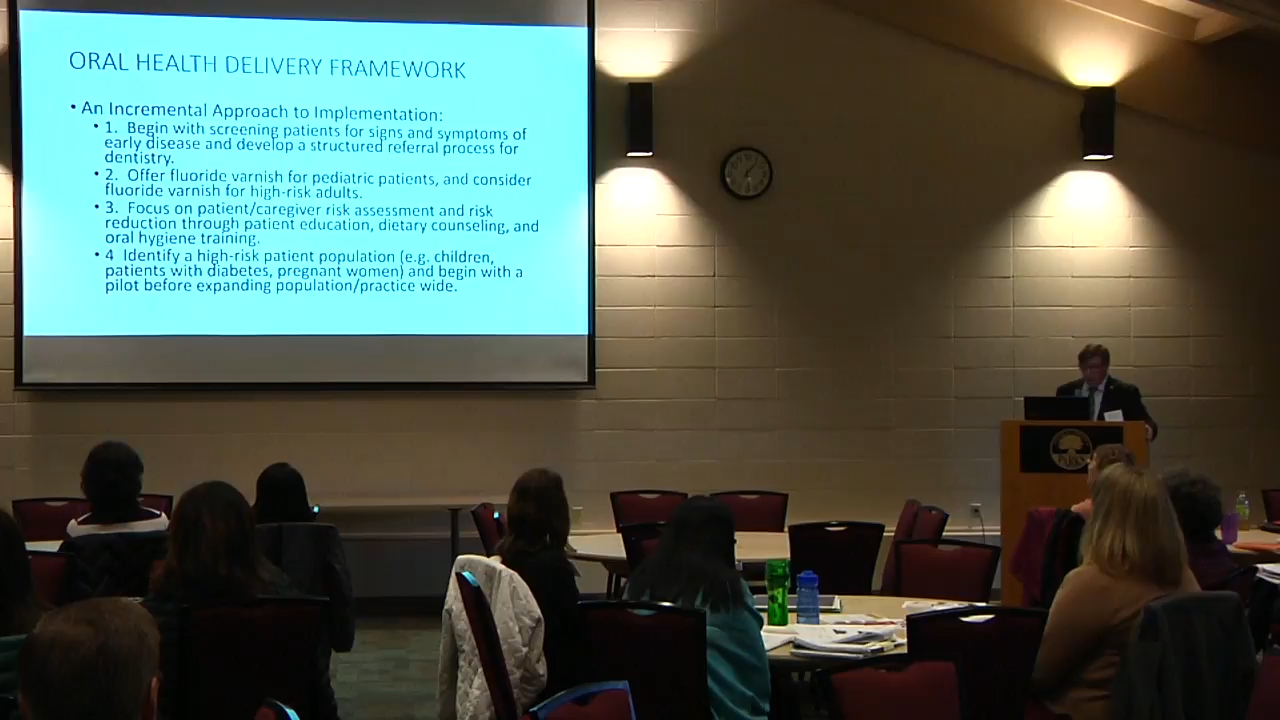 ORAL HEALTH DELIVERY FRAMEWORK
• An Incremental Approach to Implementation:
• 1. Begin with screening patients for signs and symptoms of
early disease and develop a structured referral process for
dentistry.
• 2. Offer fluoride varnish for pediatric patients, and consider
fluoride varnish for high-risk adults.
• 3. Focus on patient/caregiver risk assessment and risk
reduction through patient education, dietary counseling, and
oral hygiene training.
• 4 Identify a high-risk patient population (e.g. children,
patients with diabetes, pregnant women) and begin with a
pilot before expanding population/practice wide.